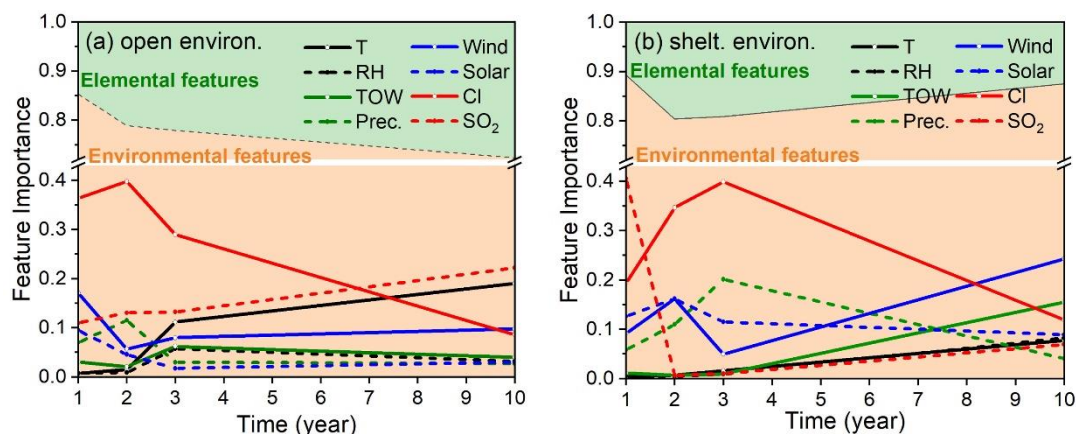 (a) open environ.
T
Wind
RH
Solar
TOW
Cl
Prec.
SO₂
Elemental features
Environmental features
1.0
0.9
0.8
0.4
0.3
0.2
0.1
0.0
Feature Importance
1 2 3 4 5 6 7 8 9 10
Time (year)
(b) shelt. environ.
T
Wind
RH
Solar
TOW
Cl
Prec.
SO₂
Elemental features
Environmental features
1.0
0.9
0.8
0.4
0.3
0.2
0.1
0.0
Feature Importance
1 2 3 4 5 6 7 8 9 10
Time (year)